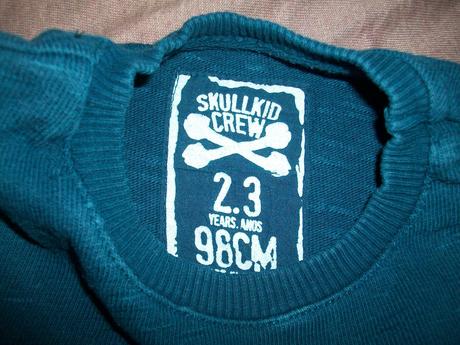 SKULLKID
CREW
2.3
YEARS. ANOS
98CM